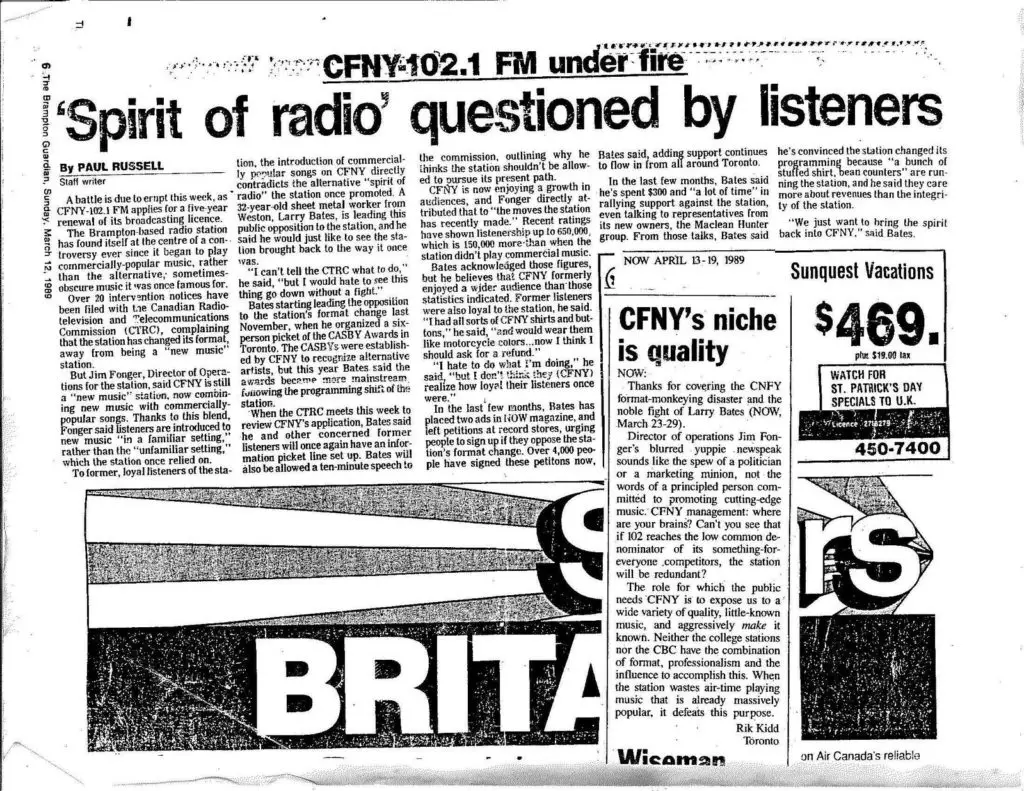 CFNY-102.1 FM under fire
'Spirit of radio' questioned by listeners
6 The Brampton Guardian, Sunday, March 12, 1989
By PAUL RUSSELL
Staff writer
A battle is due to erupt this week, as
CFNY-102.1 FM applies for a five-year
renewal of its broadcasting licence.
The Brampton-based radio station
has found itself at the centre of a con-
troversy ever since it began to play
commercially-popular music, rather
than the alternative, sometimes-
obscure music it was once famous for.
Over 20 intervention notices have
been filed with the Canadian Radio-
television and Telecommunications
Commission (CTRC), complaining
that the station has changed its format,
away from being a "new music"
station.
But Jim Fonger, Director of Opera-
tions for the station, said CFNY is still
a "new music" station, now combin-
ing new music with commercially-
popular songs. Thanks to this blend,
Fonger said listeners are introduced to
new music "in a familiar setting,"
rather than the "unfamiliar setting,"
which the station once relied on.
To former, loyal listeners of the sta-
tion, the introduction of commercial-
ly popular songs on CFNY directly
contradicts the alternative "spirit of
radio" the station once promoted. A
32-year-old sheet metal worker from
Weston, Larry Bates, is leading this
public opposition to the station, and he
said he would just like to see the sta-
tion brought back to the way it once
was.
"I can't tell the CTRC what to do,"
he said, "but I would hate to see this
thing go down without a fight."
Bates starting leading the opposition
to the station's format change last
November, when he organized a six-
person picket of the CASBY Awards in
Toronto. The CASBYs were establish-
ed by CFNY to recognize alternative
artists, but this year Bates said the
awards became more mainstream,
following the programming shift of the
station.
When the CTRC meets this week to
review CFNY's application, Bates said
he and other concerned former
listeners will once again have an infor-
mation picket line set up. Bates will
also be allowed a ten-minute speech to
the commission, outlining why he
thinks the station shouldn't be allow-
ed to pursue its present path.
CFNY is now enjoying a growth in
audiences, and Fonger directly at-
tributed that to "the moves the station
has recently made." Recent ratings
have shown listenership up to 650,000,
which is 150,000 more than when the
station didn't play commercial music.
Bates acknowledged those figures,
but he believes that CFNY formerly
enjoyed a wider audience than those
statistics indicated. Former listeners
were also loyal to the station, he said.
"I had all sorts of CFNY shirts and but-
tons," he said, "and would wear them
like motorcycle colors...now I think I
should ask for a refund."
"I hate to do what I'm doing," he
said, "but I don't think they (CFNY)
realize how loyal their listeners once
were."
In the last few months, Bates has
placed two ads in NOW magazine, and
left petitions at record stores, urging
people to sign up if they oppose the sta-
tion's format change. Over 4,000 peo-
ple have signed these petitons now,
Bates said, adding support continues
to flow in from all around Toronto.
In the last few months, Bates said
he's spent $300 and "a lot of time" in
rallying support against the station,
even talking to representatives from
its new owners, the Maclean Hunter
group. From those talks, Bates said
he's convinced the station changed its
programming because "a bunch of
stuffed shirt, bean counters" are run-
ning the station, and he said they care
more about revenues than the integri-
ty of the station.
"We just want to bring the spirit
back into CFNY," said Bates.
NOW APRIL 13-19, 1989
CFNY's niche
is quality
NOW:
Thanks for covering the CNFY
format-monkeying disaster and the
noble fight of Larry Bates (NOW,
March 23-29).
Director of operations Jim Fon-
ger's blurred yuppie newspeak
sounds like the spew of a politician
or a marketing minion, not the
words of a principled person com-
mitted to promoting cutting-edge
music. CFNY management: where
are your brains? Can't you see that
if 102 reaches the low common de-
nominator of its something-for-
everyone competitors, the station
will be redundant?
The role for which the public
needs CFNY is to expose us to a
wide variety of quality, little-known
music, and aggressively make it
known. Neither the college stations
nor the CBC have the combination
of format, professionalism and the
influence to accomplish this. When
the station wastes air-time playing
music that is already massively
popular, it defeats this purpose.
Rik Kidd
Toronto
Wiseman
Sunquest Vacations
$469.
plus $19.00 tax
WATCH FOR
ST. PATRICK'S DAY
SPECIALS TO U.K.
Licence 2718279
450-7400
S
rs
BRITA
on Air Canada's reliable